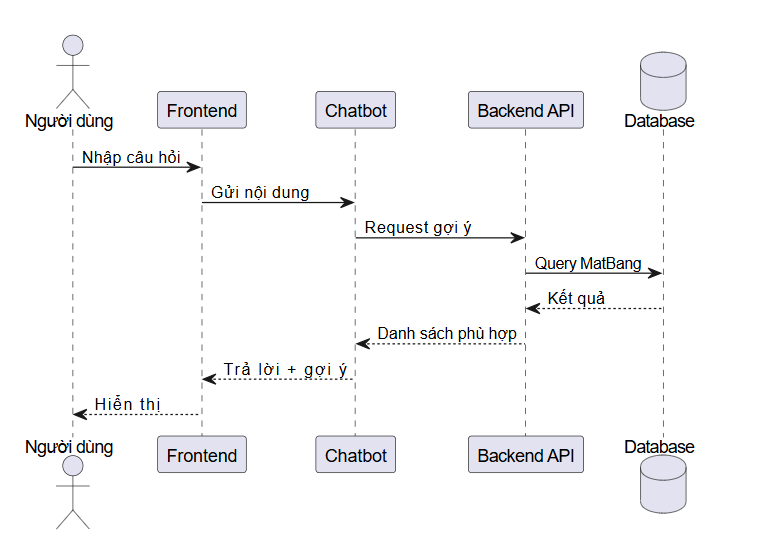 Người dùng
Frontend
Chatbot
Backend API
Database
Nhập câu hỏi
Gửi nội dung
Request gợi ý
Query MatBang
Kết quả
Danh sách phù hợp
Trả lời + gợi ý
Hiển thị
Người dùng
Frontend
Chatbot
Backend API
Database